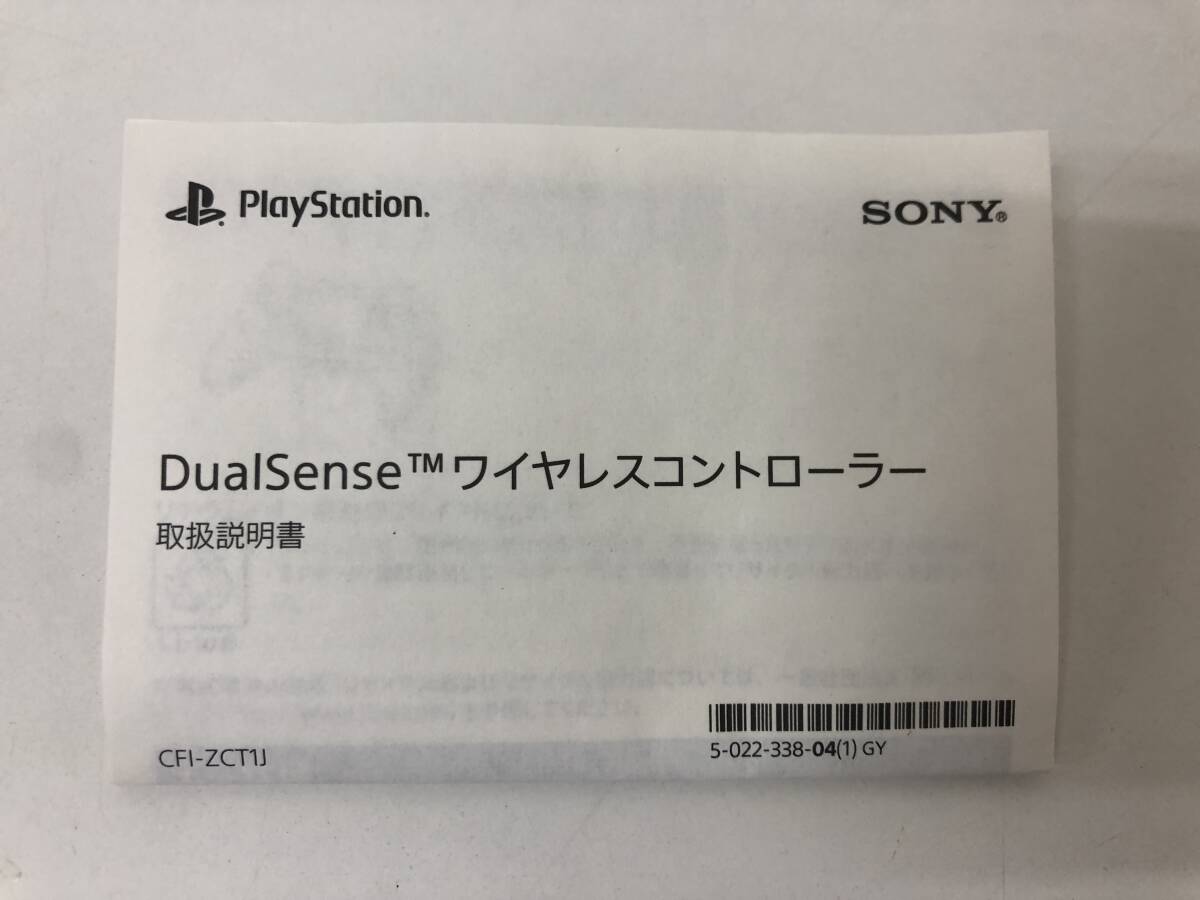 PlayStation®
SONY®
DualSense™ワイヤレスコントローラー
取扱説明書
CFI-ZCT1J
5-022-338-04(1) GY